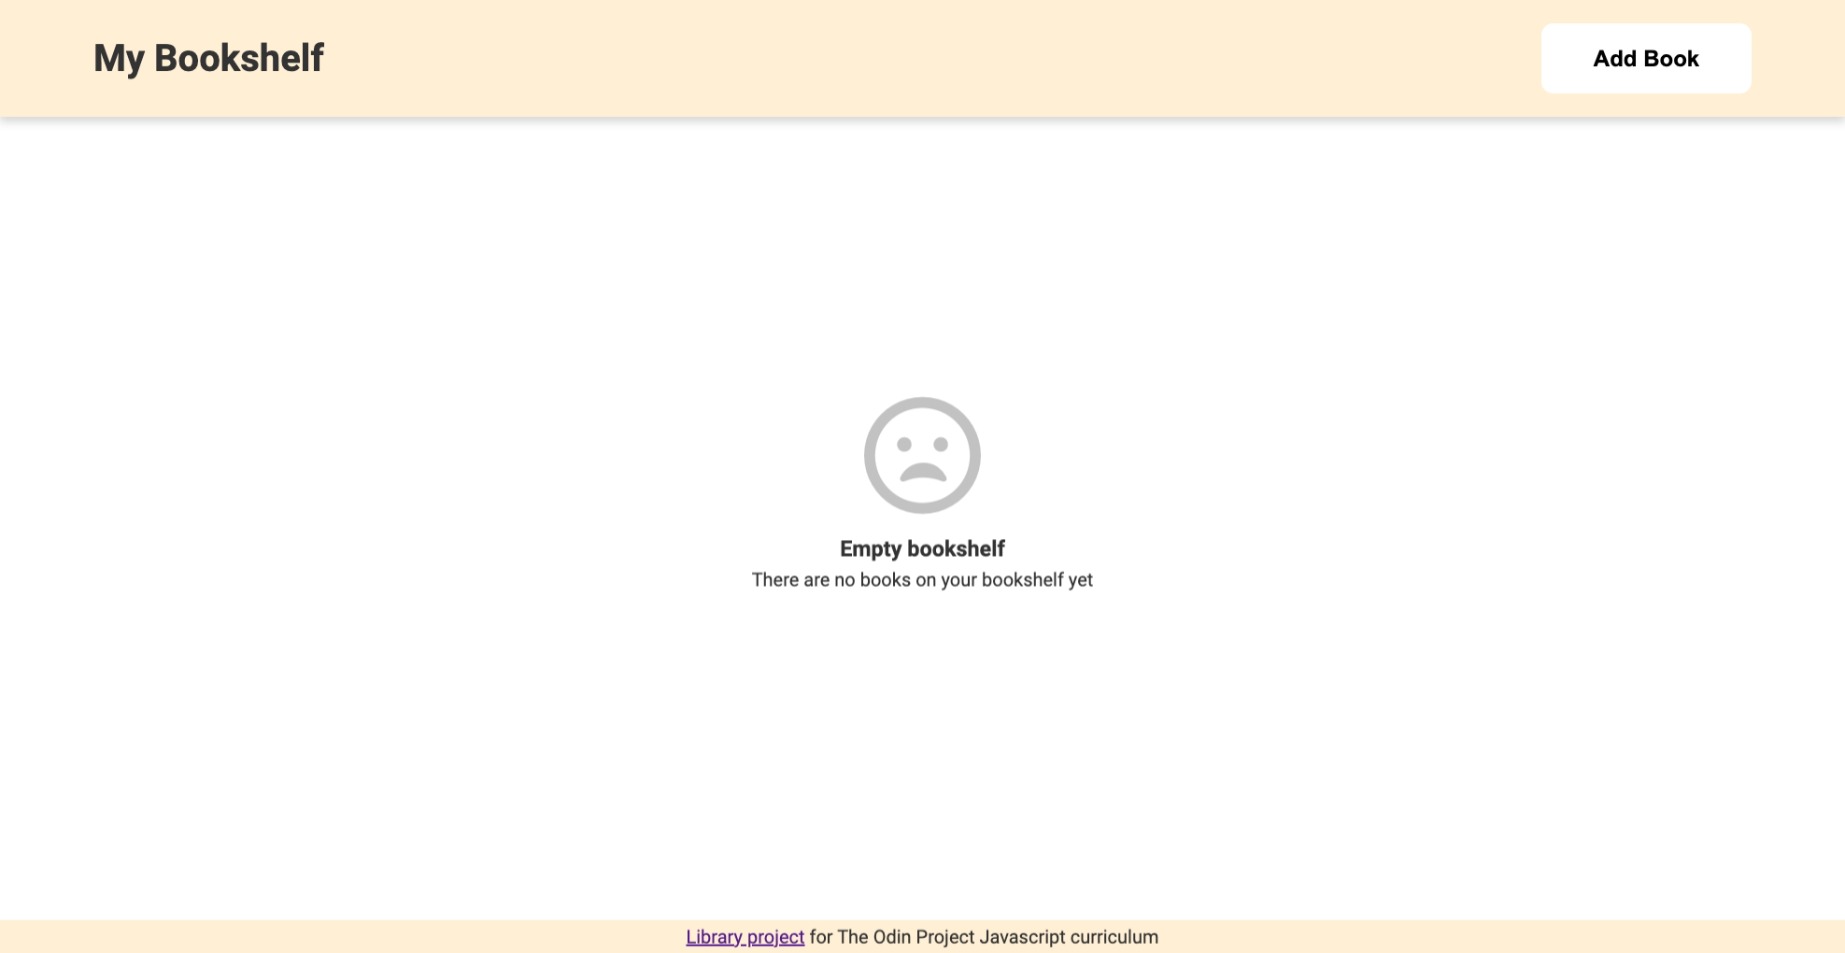 My Bookshelf
Add Book
Empty bookshelf
There are no books on your bookshelf yet
Library project for The Odin Project Javascript curriculum